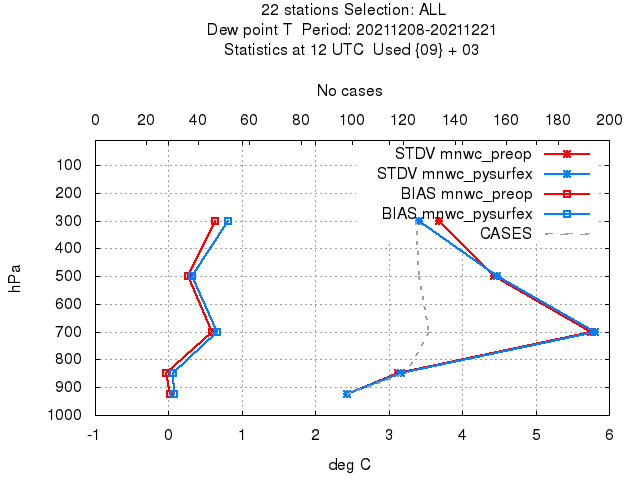 22 stations Selection: ALL
Dew point T  Period: 20211208-20211221
Statistics at 12 UTC  Used {09} + 03
No cases
0 20 40 60 80 100 120 140 160 180 200
STDV mnwc_preop
STDV mnwc_pysurfex
BIAS mnwc_preop
BIAS mnwc_pysurfex
CASES
hPa
100
200
300
400
500
600
700
800
900
1000
-1 0 1 2 3 4 5 6
deg C